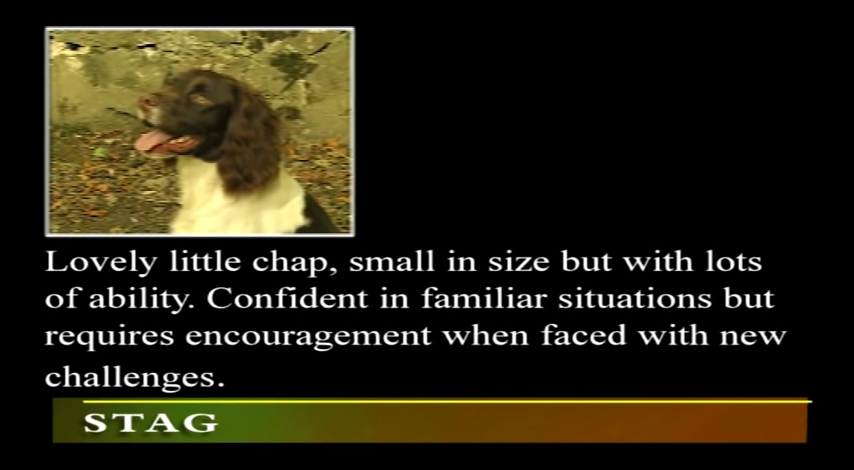 Lovely little chap, small in size but with lots
of ability. Confident in familiar situations but
requires encouragement when faced with new
challenges.
STAG